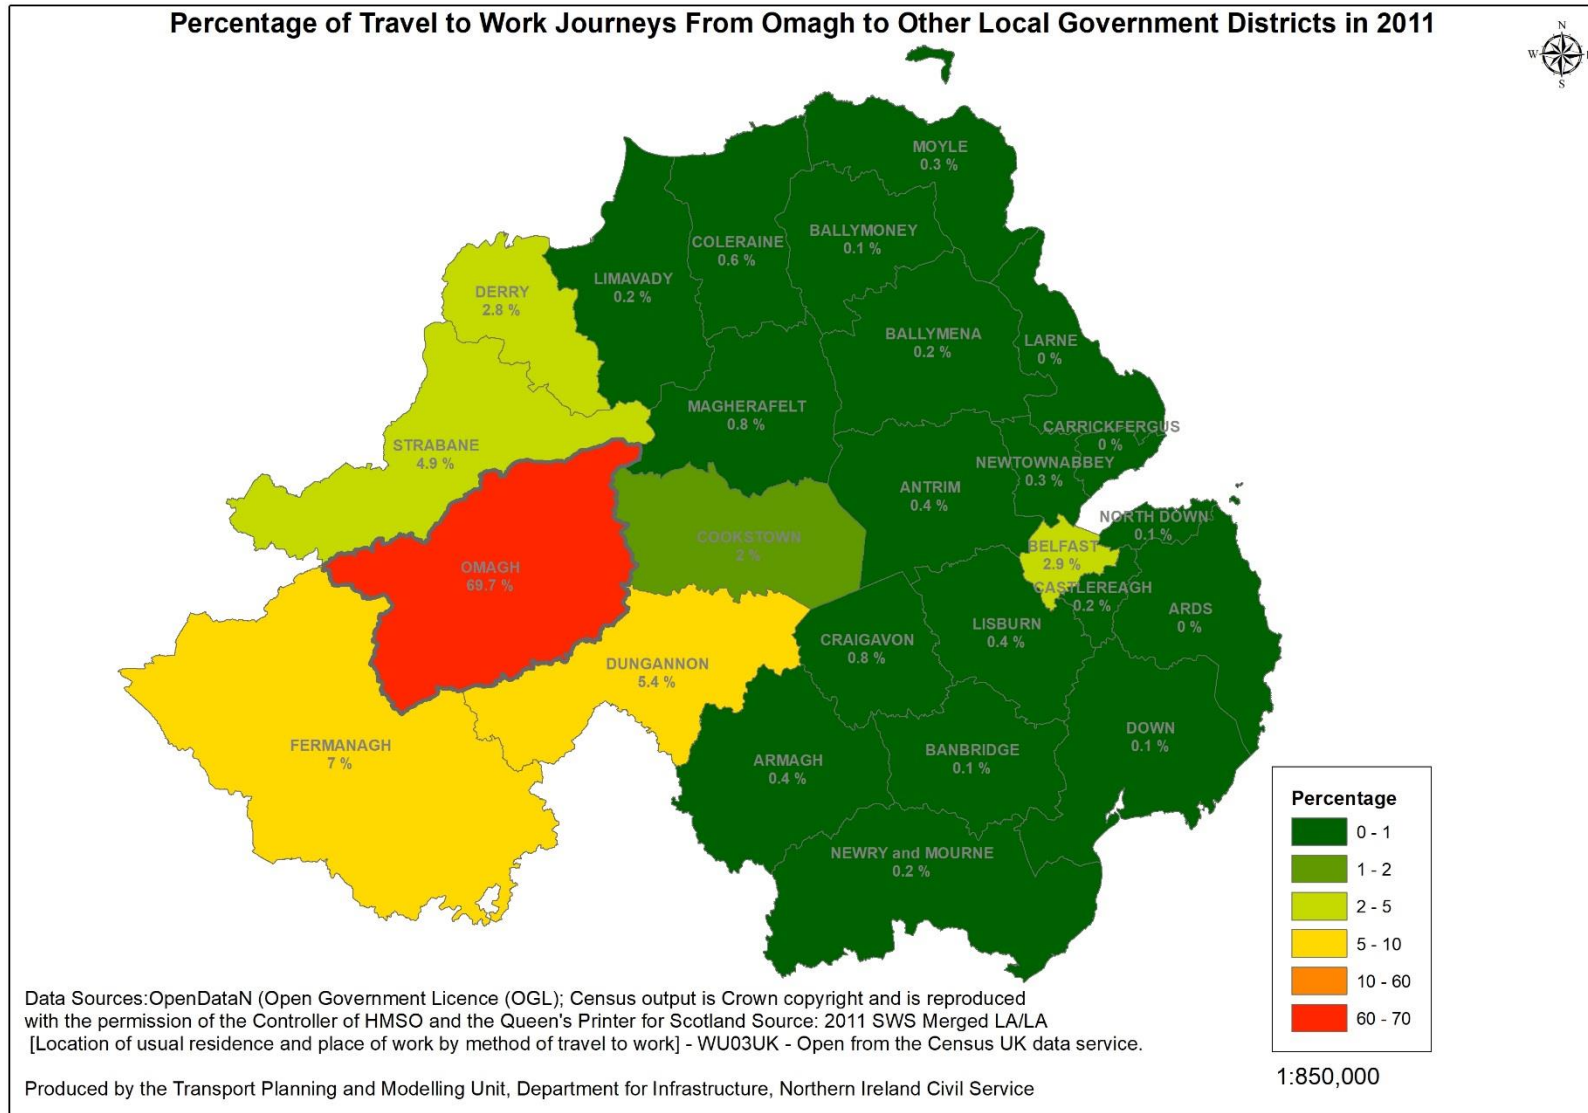 Percentage of Travel to Work Journeys From Omagh to Other Local Government Districts in 2011
N
W
S
MOYLE
0.3 %
COLERAINE
0.6 %
BALLYMONEY
0.1 %
LIMAVADY
0.2 %
DERRY
2.8 %
BALLYMENA
0.2 %
LARNE
0 %
MAGHERAFELT
0.8 %
CARRICKFERGUS
0 %
STRABANE
4.9 %
NEWTOWNABBEY
0.3 %
ANTRIM
0.4 %
NORTH DOWN
0.1 %
COOKSTOWN
2 %
BELFAST
2.9 %
OMAGH
69.7 %
CASTLEREAGH
0.2 %
ARDS
0 %
LISBURN
0.4 %
CRAIGAVON
0.8 %
DUNGANNON
5.4 %
FERMANAGH
7 %
DOWN
0.1 %
BANBRIDGE
0.1 %
ARMAGH
0.4 %
NEWRY and MOURNE
0.2 %
Percentage
0 - 1
1 - 2
2 - 5
5 - 10
10 - 60
60 - 70
1:850,000
Data Sources:OpenDataN (Open Government Licence (OGL); Census output is Crown copyright and is reproduced
with the permission of the Controller of HMSO and the Queen's Printer for Scotland Source: 2011 SWS Merged LA/LA
[Location of usual residence and place of work by method of travel to work] - WU03UK - Open from the Census UK data service.
Produced by the Transport Planning and Modelling Unit, Department for Infrastructure, Northern Ireland Civil Service